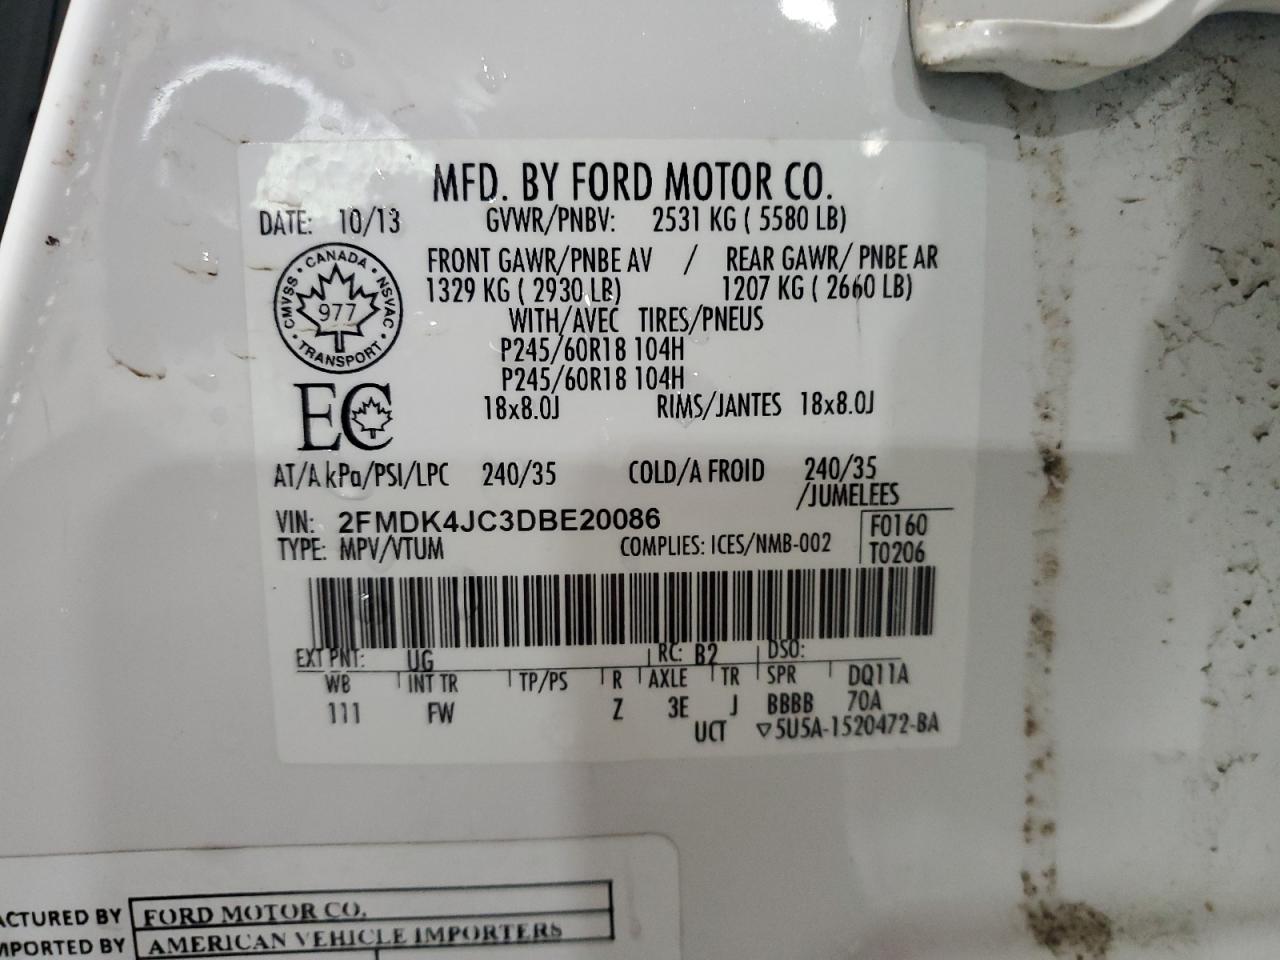 MFD. BY FORD MOTOR CO.
DATE: 10/13 GVWR/PNBV: 2531 KG ( 5580 LB)
FRONT GAWR/PNBE AV / REAR GAWR/ PNBE AR
1329 KG ( 2930 LB) 1207 KG ( 2660 LB)
WITH/AVEC TIRES/PNEUS
P245/60R18 104H
P245/60R18 104H
18x8.0J RIMS/JANTES 18x8.0J
CANADA • NSVAC • TRANSPORT • CMVSS •
977
EC
AT/A kPa/PSI/LPC 240/35 COLD/A FROID 240/35
/JUMELEES
VIN: 2FMDK4JC3DBE20086 F0160
TYPE: MPV/VTUM COMPLIES: ICES/NMB-002 T0206
EXT PNT: UG RC: B2 DSO:
WB INT TR TP/PS R AXLE TR SPR DQ11A
111 FW Z 3E J BBBB 70A
UCT ▽5U5A-1520472-BA
ACTURED BY FORD MOTOR CO.
MPORTED BY AMERICAN VEHICLE IMPORTERS